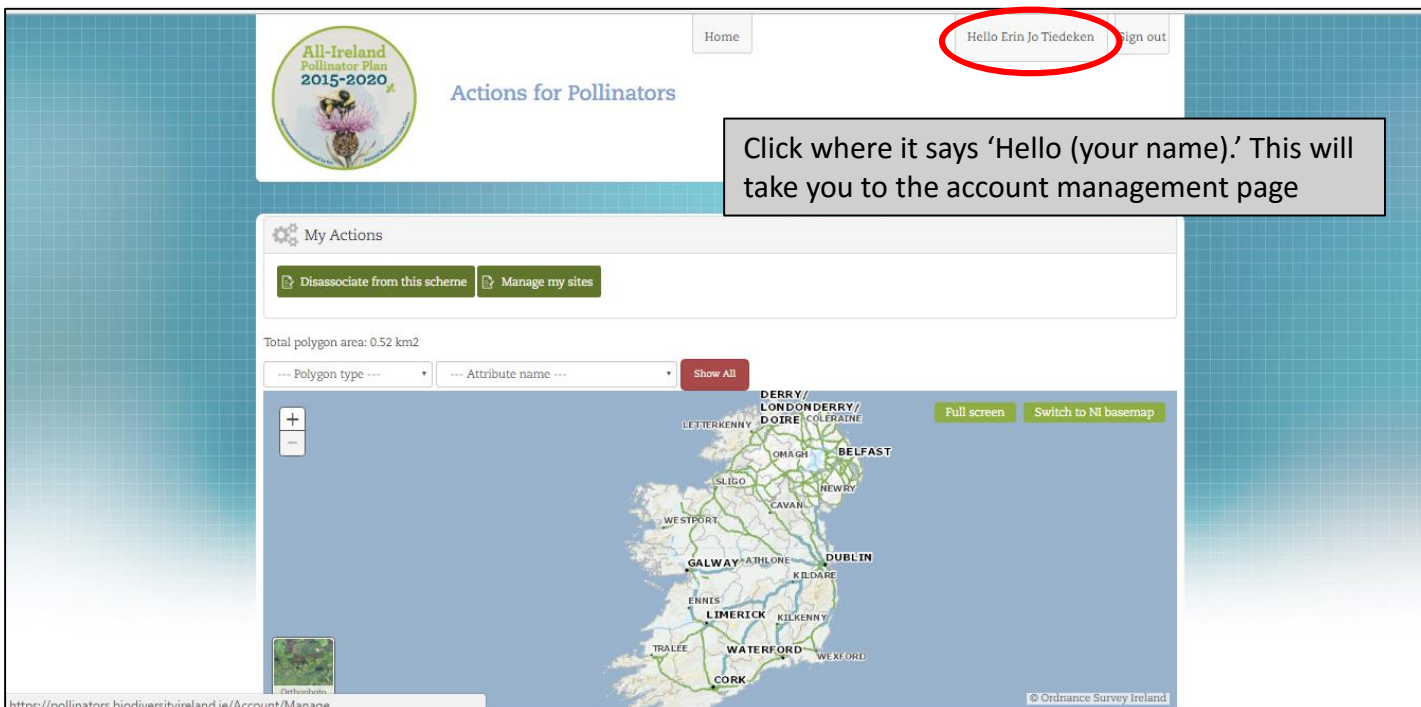 Home
Hello Erin Jo Tiedeken
Sign out
All-Ireland
Pollinator Plan
2015-2020
Actions for Pollinators
Click where it says ‘Hello (your name).’ This will
take you to the account management page
My Actions
Disassociate from this scheme
Manage my sites
Total polygon area: 0.52 km2
--- Polygon type ---
--- Attribute name ---
Show All
+
−
Full screen
Switch to NI basemap
DERRY/
LONDONDERRY/
DOIRE
COLERAINE
LETTERKENNY
OMAGH
BELFAST
SLIGO
NEWRY
CAVAN
WESTPORT
GALWAY
ATHLONE
DUBLIN
KILDARE
ENNIS
LIMERICK
KILKENNY
TRALEE
WATERFORD
WEXFORD
CORK
Orthophoto
© Ordnance Survey Ireland
https://pollinators.biodiversityireland.ie/Account/Manage